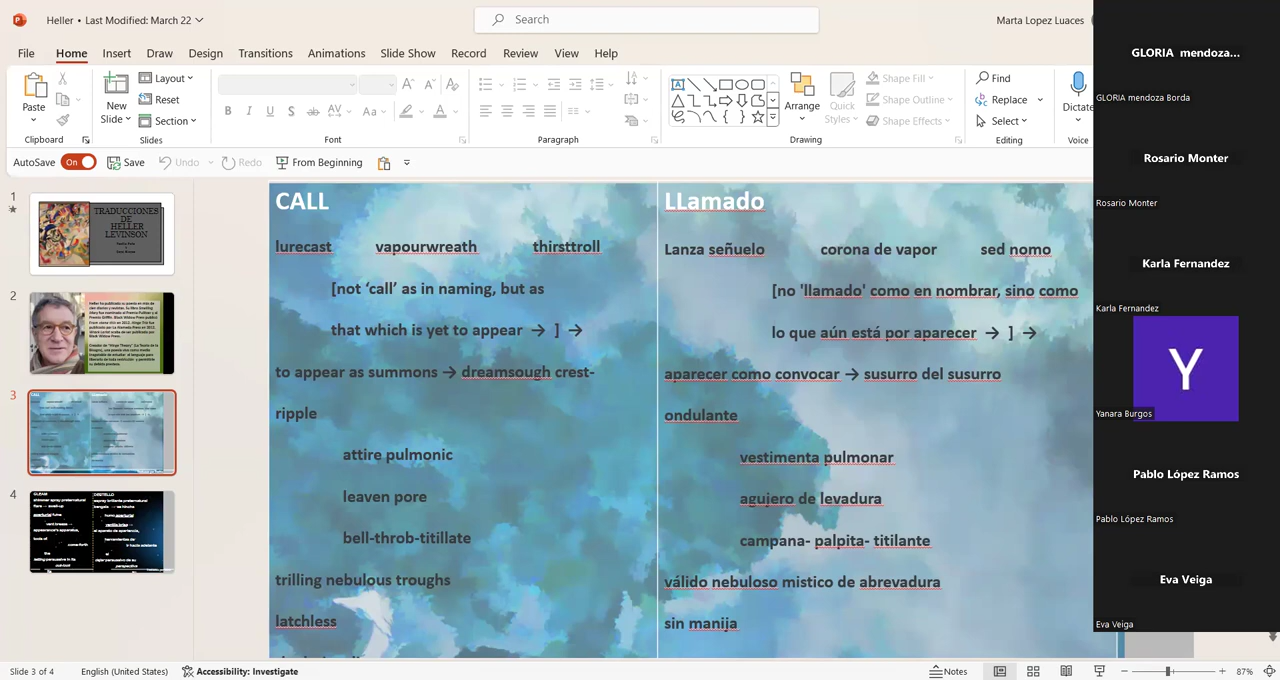 Heller • Last Modified: March 22
Search
Marta Lopez Luaces
File Home Insert Draw Design Transitions Animations Slide Show Record Review View Help
Paste
New Slide
Layout
Reset
Section
B I U S ab AV Aa A
Arrange
Quick Styles
Shape Fill
Shape Outline
Shape Effects
Find
Replace
Select
Dictate
Clipboard Slides Font Paragraph Drawing Editing Voice
AutoSave On Save Undo Redo From Beginning
1
TRADUCCIONES
DE
HELLER
LEVINSON
2
3
4
CALL
lurecast vapourwreath thirsttroll
[not ‘call’ as in naming, but as
that which is yet to appear → ] →
to appear as summons → dreamsough crest-
ripple
attire pulmonic
leaven pore
bell-throb-titillate
trilling nebulous troughs
latchless
LLamado
Lanza señuelo corona de vapor sed nomo
[no 'llamado' como en nombrar, sino como
lo que aún está por aparecer → ] →
aparecer como convocar → susurro del susurro
ondulante
vestimenta pulmonar
agujero de levadura
campana- palpita- titilante
válido nebuloso mistico de abrevadura
sin manija
GLORIA mendoza...
GLORIA mendoza Borda
Rosario Monter
Rosario Monter
Karla Fernandez
Karla Fernandez
Y
Yanara Burgos
Pablo López Ramos
Pablo López Ramos
Eva Veiga
Eva Veiga
Slide 3 of 4 English (United States) Accessibility: Investigate Notes 87%